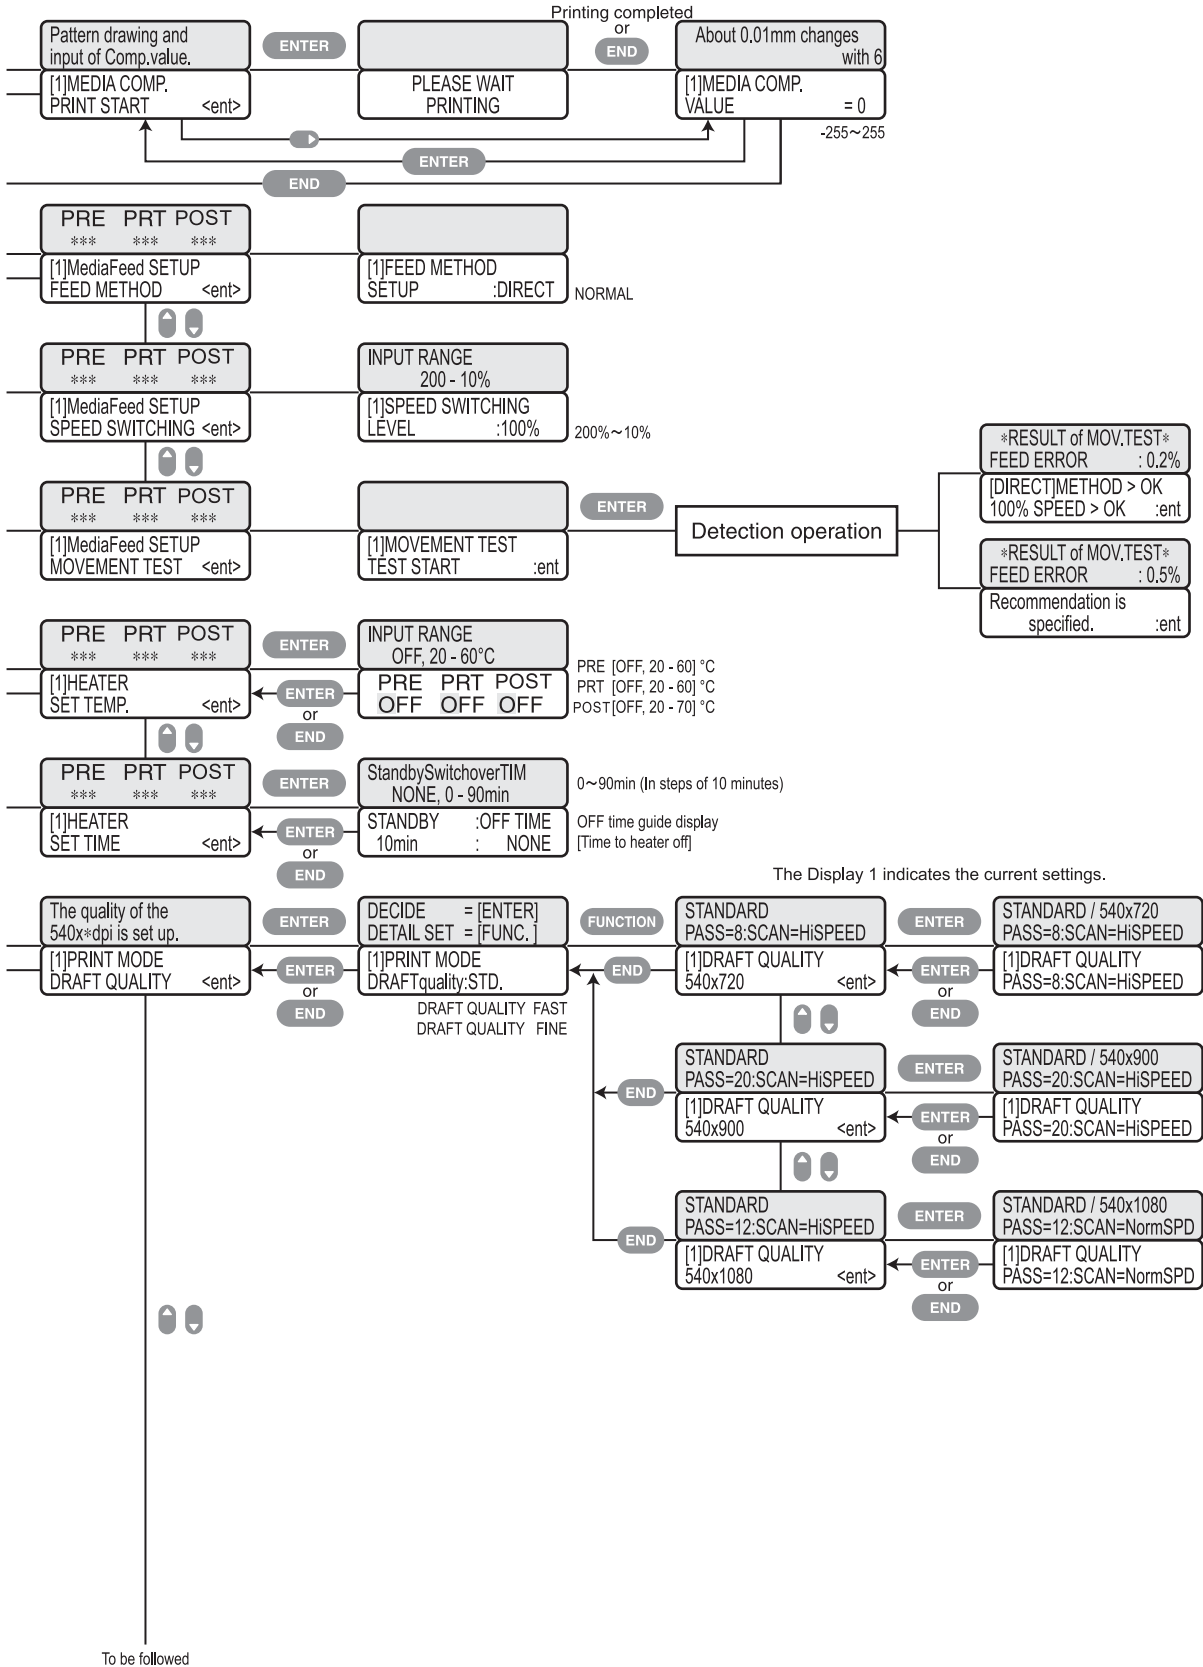 Printing completed
or
Pattern drawing and
input of Comp.value.
ENTER
END
About 0.01mm changes
with 6
[1]MEDIA COMP.
PRINT START <ent>
PLEASE WAIT
PRINTING
[1]MEDIA COMP.
VALUE = 0
-255~255
ENTER
END
PRE PRT POST
*** *** ***
[1]MediaFeed SETUP
FEED METHOD <ent>
[1]FEED METHOD
SETUP :DIRECT
NORMAL
PRE PRT POST
*** *** ***
[1]MediaFeed SETUP
SPEED SWITCHING <ent>
INPUT RANGE
200 - 10%
[1]SPEED SWITCHING
LEVEL :100%
200%~10%
PRE PRT POST
*** *** ***
[1]MediaFeed SETUP
MOVEMENT TEST <ent>
[1]MOVEMENT TEST
TEST START :ent
ENTER
Detection operation
*RESULT of MOV.TEST*
FEED ERROR : 0.2%
[DIRECT]METHOD > OK
100% SPEED > OK :ent
*RESULT of MOV.TEST*
FEED ERROR : 0.5%
Recommendation is
specified. :ent
PRE PRT POST
*** *** ***
[1]HEATER
SET TEMP. <ent>
ENTER
ENTER
or
END
INPUT RANGE
OFF, 20 - 60°C
PRE PRT POST
OFF OFF OFF
PRE [OFF, 20 - 60] °C
PRT [OFF, 20 - 60] °C
POST [OFF, 20 - 70] °C
PRE PRT POST
*** *** ***
[1]HEATER
SET TIME <ent>
ENTER
ENTER
or
END
StandbySwitchoverTIM
NONE, 0 - 90min
STANDBY :OFF TIME
10min : NONE
0~90min (In steps of 10 minutes)
OFF time guide display
[Time to heater off]
The Display 1 indicates the current settings.
The quality of the
540x*dpi is set up.
[1]PRINT MODE
DRAFT QUALITY <ent>
ENTER
ENTER
or
END
DECIDE = [ENTER]
DETAIL SET = [FUNC. ]
[1]PRINT MODE
DRAFTquality:STD.
DRAFT QUALITY FAST
DRAFT QUALITY FINE
FUNCTION
END
STANDARD
PASS=8:SCAN=HiSPEED
[1]DRAFT QUALITY
540x720 <ent>
ENTER
ENTER
or
END
STANDARD / 540x720
PASS=8:SCAN=HiSPEED
[1]DRAFT QUALITY
PASS=8:SCAN=HiSPEED
END
STANDARD
PASS=20:SCAN=HiSPEED
[1]DRAFT QUALITY
540x900 <ent>
ENTER
ENTER
or
END
STANDARD / 540x900
PASS=20:SCAN=HiSPEED
[1]DRAFT QUALITY
PASS=20:SCAN=HiSPEED
END
STANDARD
PASS=12:SCAN=HiSPEED
[1]DRAFT QUALITY
540x1080 <ent>
ENTER
ENTER
or
END
STANDARD / 540x1080
PASS=12:SCAN=NormSPD
[1]DRAFT QUALITY
PASS=12:SCAN=NormSPD
To be followed